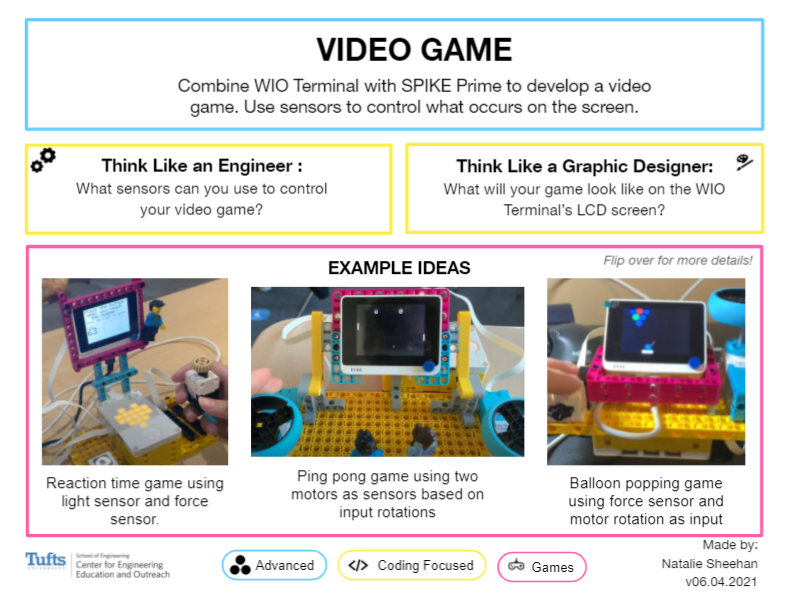 VIDEO GAME
Combine WIO Terminal with SPIKE Prime to develop a video
game. Use sensors to control what occurs on the screen.
Think Like an Engineer :
What sensors can you use to control
your video game?
Think Like a Graphic Designer:
What will your game look like on the WIO
Terminal's LCD screen?
Flip over for more details!
EXAMPLE IDEAS
63
Reaction time game using
light sensor and force
sensor.
Ping pong game using two
motors as sensors based on
input rotations
Balloon popping game
using force sensor and
motor rotation as input
Tufts
UNIVERSITY
School of Engineering
Center for Engineering
Education and Outreach
Advanced
</> Coding Focused
Games
Made by:
Natalie Sheehan
v06.04.2021